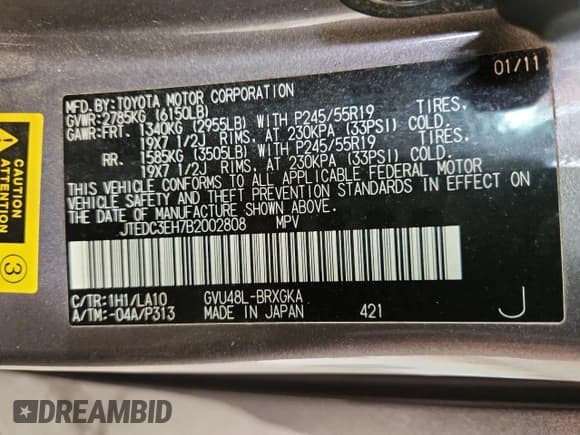 01/11
MFD.BY:TOYOTA MOTOR CORPORATION
GVWR:2785KG (6150LB)
GAWR:FRT. 1340KG (2955LB) WITH P245/55R19 TIRES.
19X7 1/2J RIMS. AT 230KPA (33PSI) COLD.
RR. 1585KG (3505LB) WITH P245/55R19 TIRES.
19X7 1/2J RIMS. AT 230KPA (33PSI) COLD.
THIS VEHICLE CONFORMS TO ALL APPLICABLE FEDERAL MOTOR
VEHICLE SAFETY AND THEFT PREVENTION STANDARDS IN EFFECT ON
THE DATE OF MANUFACTURE SHOWN ABOVE.
JTEDC3EH7B2002808 MPV
C/TR:1H1/LA10 GVU48L-BRXGKA
A/TM:-04A/P313 MADE IN JAPAN 421 J
CAUTION
ATTENTION
3
DREAMBID